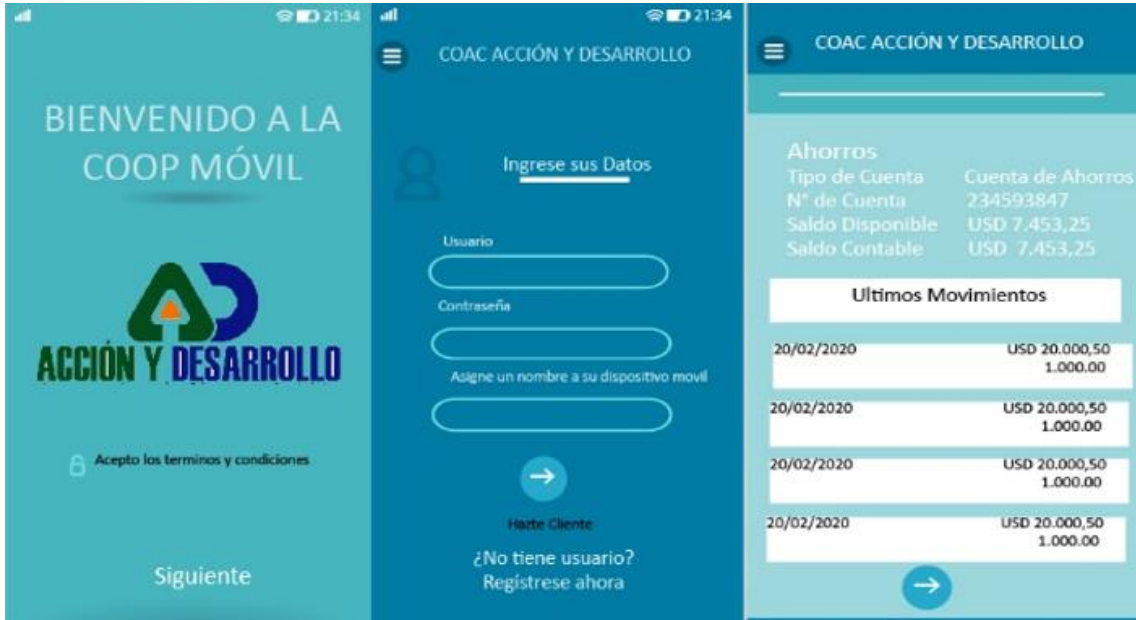 21:34
BIENVENIDO A LA
COOP MÓVIL
ACCIÓN Y DESARROLLO
Acepto los terminos y condiciones
Siguiente
21:34
COAC ACCIÓN Y DESARROLLO
Ingrese sus Datos
Usuario
Contraseña
Asigne un nombre a su dispositivo movil
Hazte Cliente
¿No tiene usuario?
Regístrese ahora
COAC ACCIÓN Y DESARROLLO
Ahorros
Tipo de Cuenta Cuenta de Ahorros
N° de Cuenta 234593847
Saldo Disponible USD 7.453,25
Saldo Contable USD 7.453,25
Ultimos Movimientos
20/02/2020 USD 20.000,50
1.000.00
20/02/2020 USD 20.000,50
1.000.00
20/02/2020 USD 20.000,50
1.000.00
20/02/2020 USD 20.000,50
1.000.00